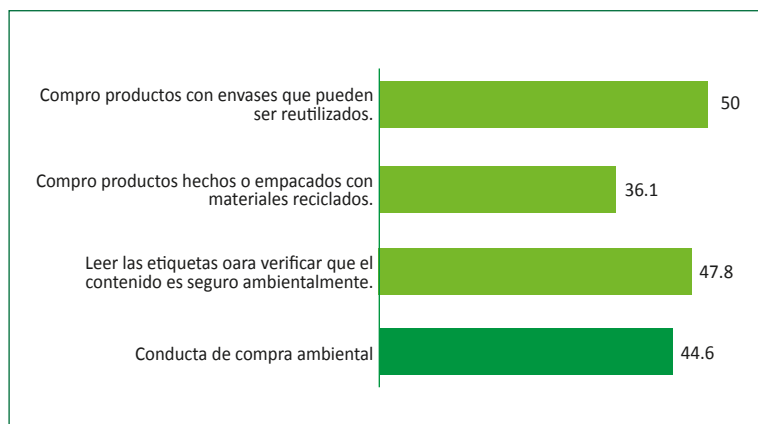 Compro productos con envases que pueden
ser reutilizados.
50
Compro productos hechos o empacados con
materiales reciclados.
36.1
Leer las etiquetas oara verificar que el
contenido es seguro ambientalmente.
47.8
Conducta de compra ambiental
44.6